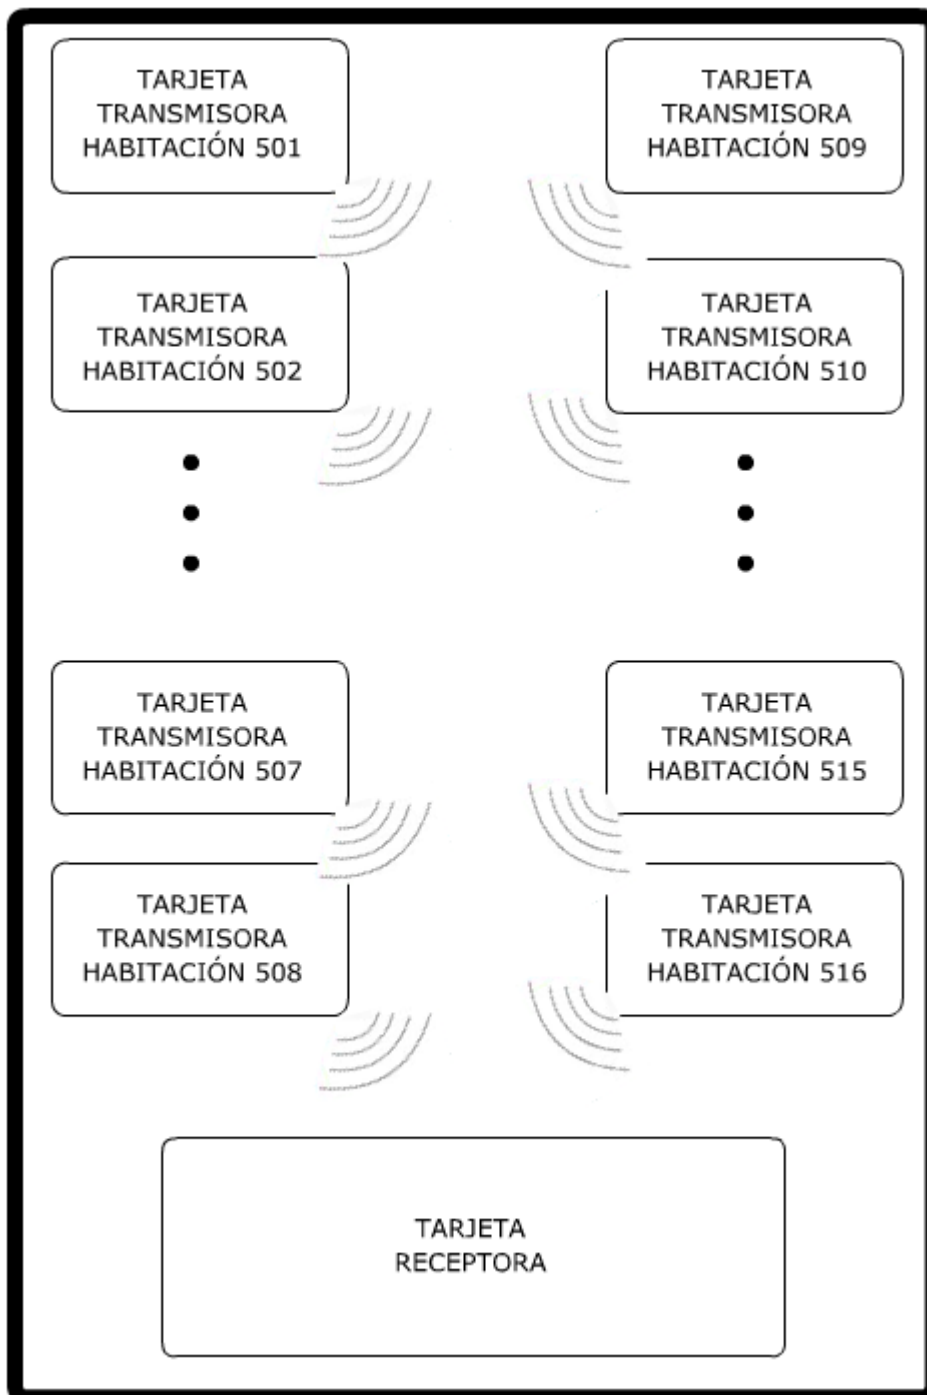 TARJETA
TRANSMISORA
HABITACIÓN 501
TARJETA
TRANSMISORA
HABITACIÓN 509
TARJETA
TRANSMISORA
HABITACIÓN 502
TARJETA
TRANSMISORA
HABITACIÓN 510
TARJETA
TRANSMISORA
HABITACIÓN 507
TARJETA
TRANSMISORA
HABITACIÓN 515
TARJETA
TRANSMISORA
HABITACIÓN 508
TARJETA
TRANSMISORA
HABITACIÓN 516
TARJETA
RECEPTORA